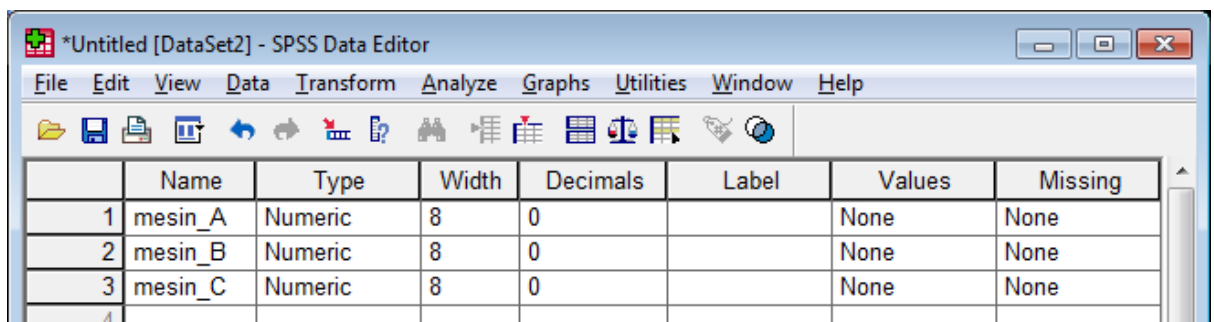 *Untitled [DataSet2] - SPSS Data Editor
File Edit View Data Transform Analyze Graphs Utilities Window Help
Name Type Width Decimals Label Values Missing
1 mesin_A Numeric 8 0 None None
2 mesin_B Numeric 8 0 None None
3 mesin_C Numeric 8 0 None None
4